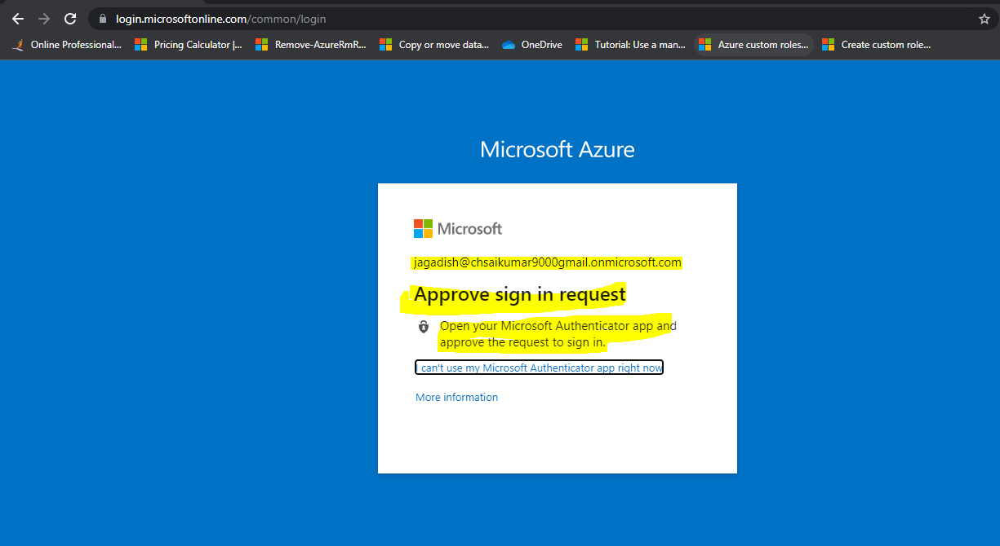 login.microsoftonline.com/common/login
Online Professional... Pricing Calculator |... Remove-AzureRmR... Copy or move data... OneDrive Tutorial: Use a man... Azure custom roles... Create custom role...
Microsoft Azure
Microsoft
jagadish@chsaikumar9000gmail.onmicrosoft.com
Approve sign in request
Open your Microsoft Authenticator app and
approve the request to sign in.
I can't use my Microsoft Authenticator app right now
More information